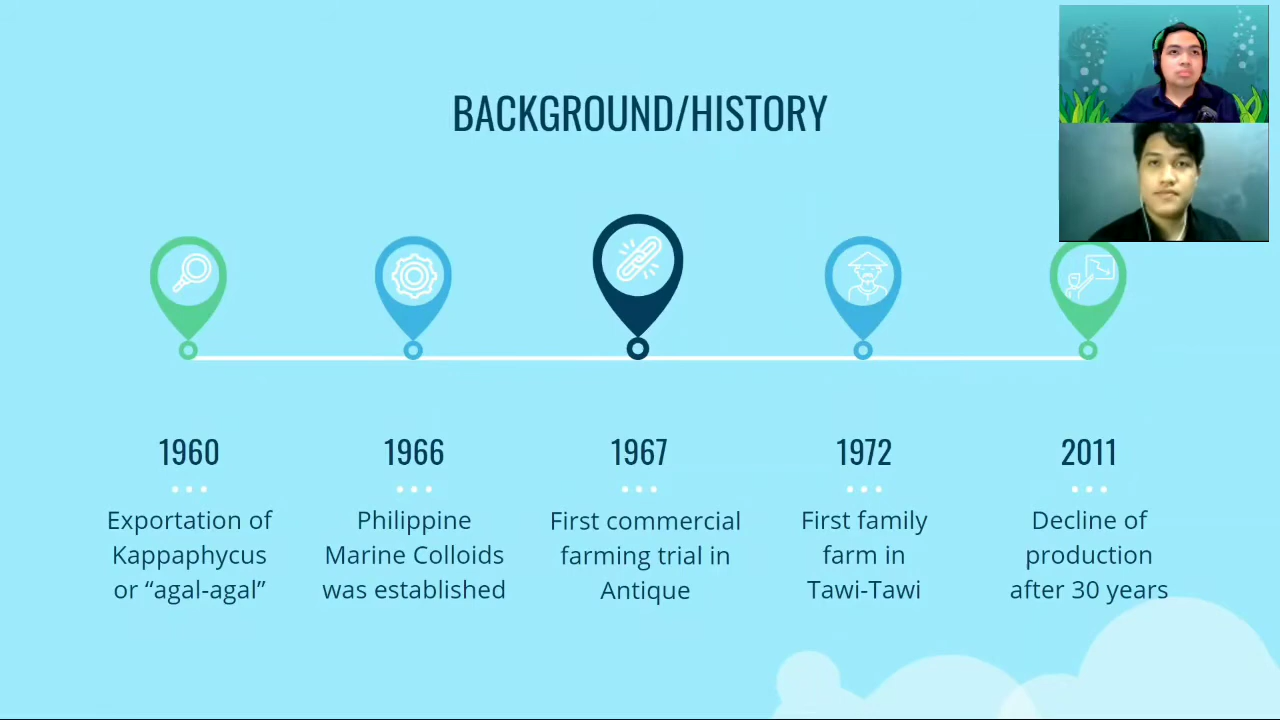 BACKGROUND/HISTORY
1960
Exportation of
Kappaphycus
or “agal-agal”
1966
Philippine
Marine Colloids
was established
1967
First commercial
farming trial in
Antique
1972
First family
farm in
Tawi-Tawi
2011
Decline of
production
after 30 years